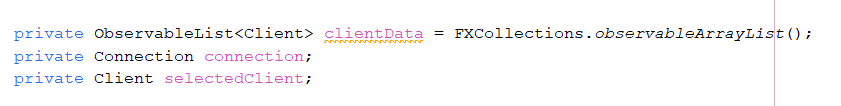 private ObservableList<Client> clientData = FXCollections.observableArrayList();
private Connection connection;
private Client selectedClient;